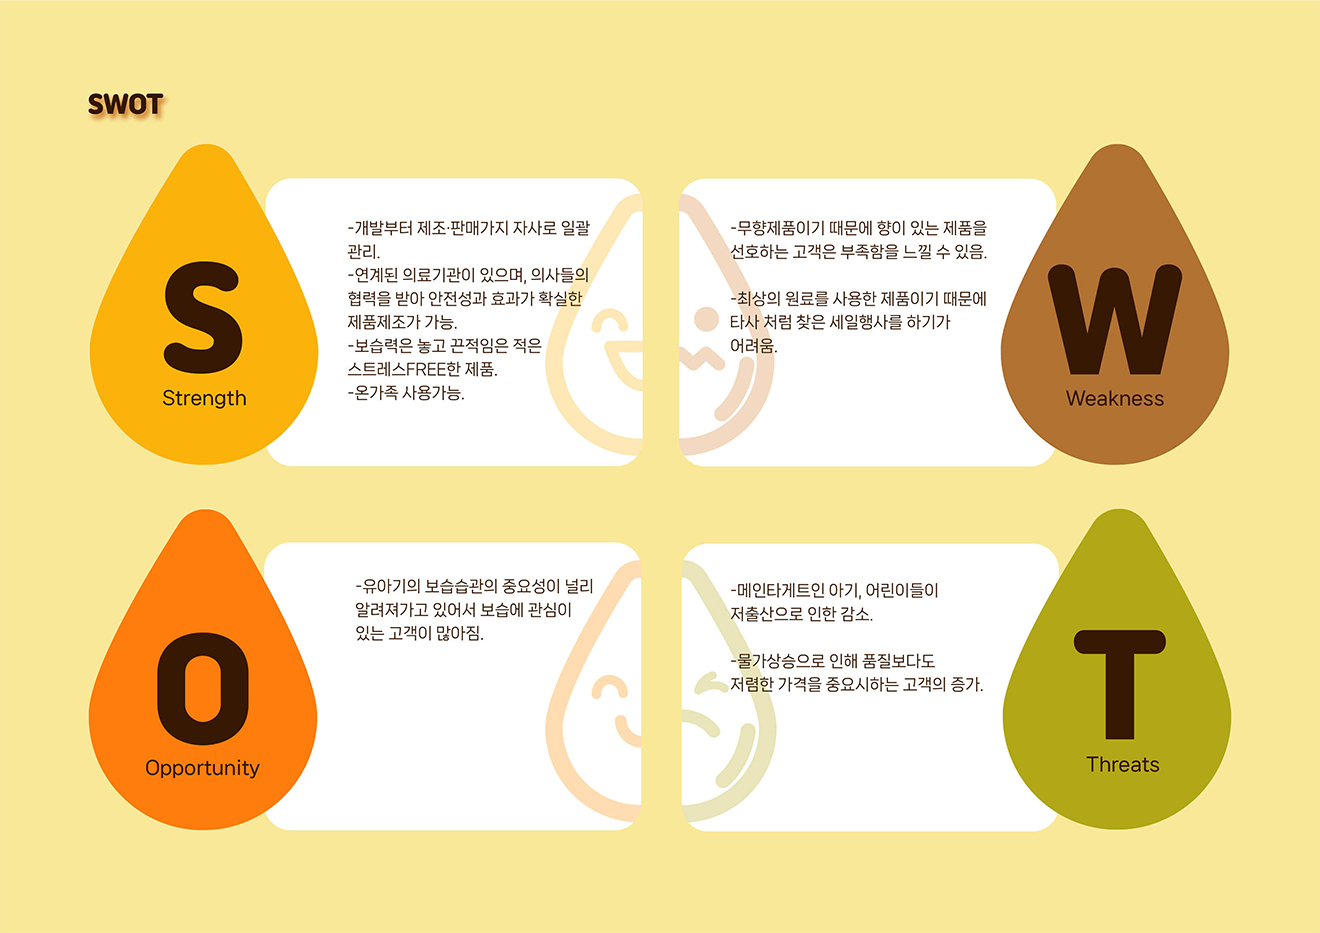 SWOT
S
Strength
-개발부터 제조·판매가지 자사로 일괄
관리.
-연계된 의료기관이 있으며, 의사들의
협력을 받아 안전성과 효과가 확실한
제품제조가 가능.
-보습력은 놓고 끈적임은 적은
스트레스FREE한 제품.
-온가족 사용가능.
W
Weakness
-무향제품이기 때문에 향이 있는 제품을
선호하는 고객은 부족함을 느낄 수 있음.
-최상의 원료를 사용한 제품이기 때문에
타사 처럼 찾은 세일행사를 하기가
어려움.
O
Opportunity
-유아기의 보습습관의 중요성이 널리
알려져가고 있어서 보습에 관심이
있는 고객이 많아짐.
T
Threats
-메인타게트인 아기, 어린이들이
저출산으로 인한 감소.
-물가상승으로 인해 품질보다도
저렴한 가격을 중요시하는 고객의 증가.